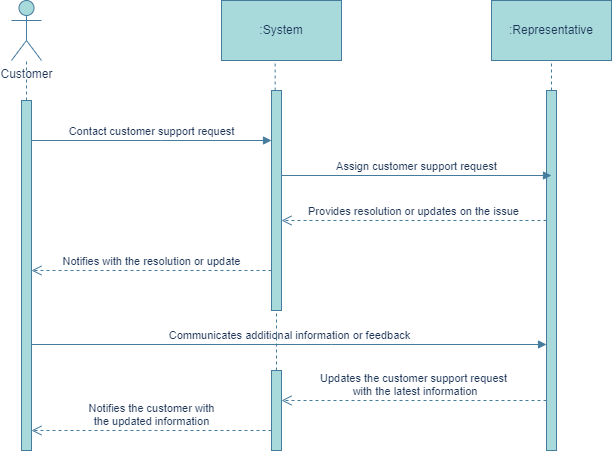 :System
:Representative
Customer
Contact customer support request
Assign customer support request
Provides resolution or updates on the issue
Notifies with the resolution or update
Communicates additional information or feedback
Updates the customer support request
with the latest information
Notifies the customer with
the updated information